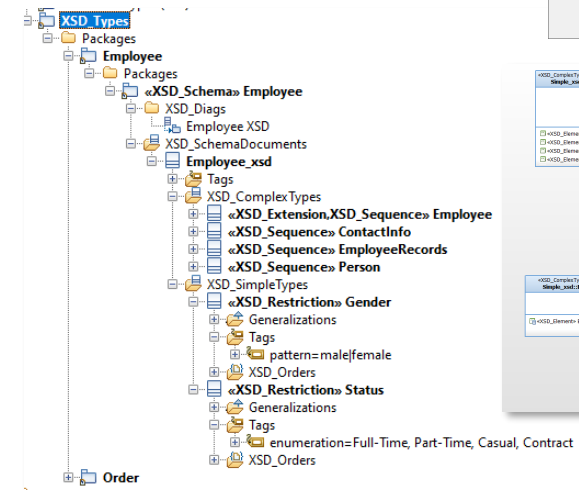 XSD_Types
Packages
Employee
Packages
«XSD_Schema» Employee
XSD_Diags
Employee XSD
XSD_SchemaDocuments
Employee_xsd
Tags
XSD_ComplexTypes
«XSD_Extension,XSD_Sequence» Employee
«XSD_Sequence» ContactInfo
«XSD_Sequence» EmployeeRecords
«XSD_Sequence» Person
XSD_SimpleTypes
«XSD_Restriction» Gender
Generalizations
Tags
pattern=male|female
XSD_Orders
«XSD_Restriction» Status
Generalizations
Tags
enumeration=Full-Time, Part-Time, Casual, Contract
XSD_Orders
Order